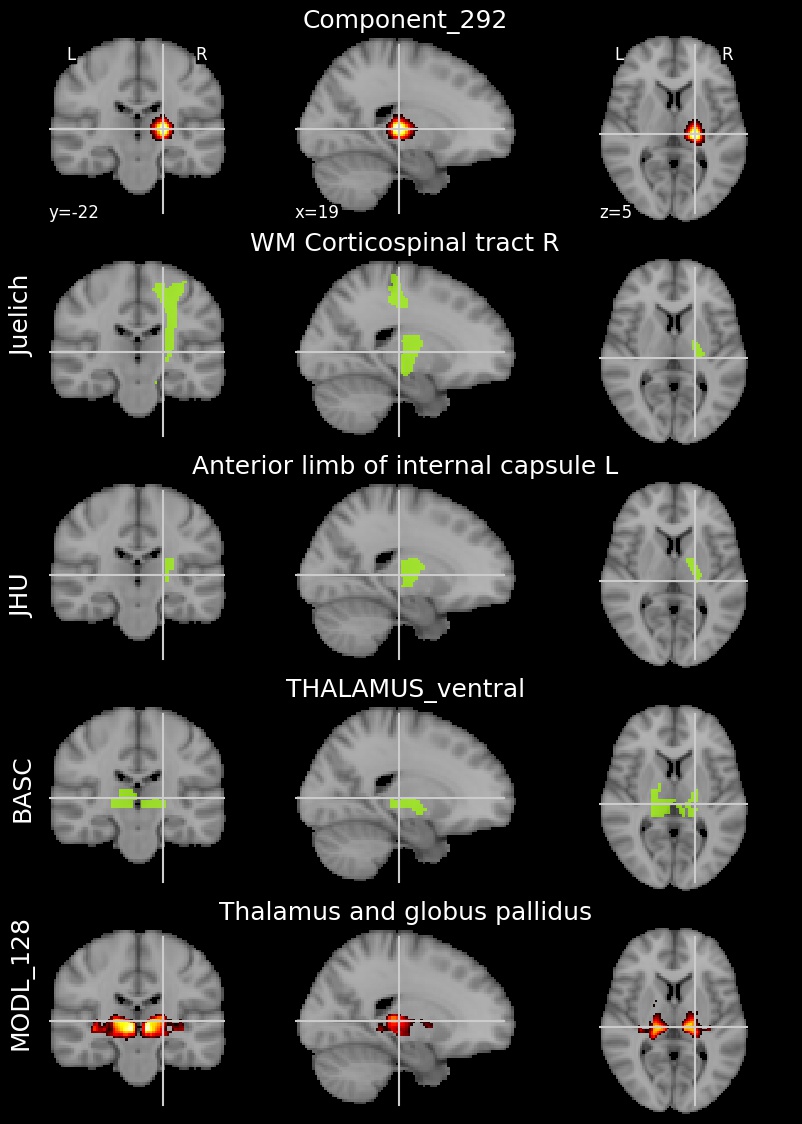 Component_292
L R L R
y=-22 x=19 z=5
WM Corticospinal tract R
Juelich
Anterior limb of internal capsule L
JHU
THALAMUS_ventral
BASC
Thalamus and globus pallidus
MODL_128